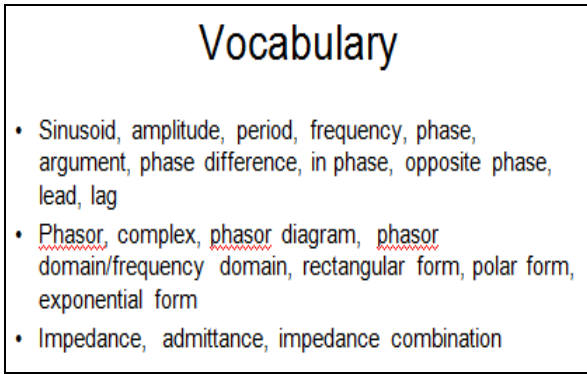 Vocabulary
• Sinusoid, amplitude, period, frequency, phase,
argument, phase difference, in phase, opposite phase,
lead, lag
• Phasor, complex, phasor diagram, phasor
domain/frequency domain, rectangular form, polar form,
exponential form
• Impedance, admittance, impedance combination